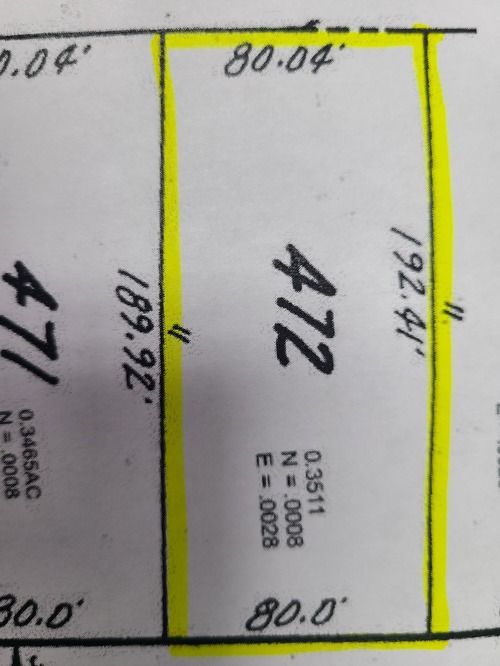 0.04'
80.04'
189.92'
"
192.41'
"
471
472
0.3465AC
N = .0008
0.3511
N = .0008
E = .0028
80.0'
80.0'